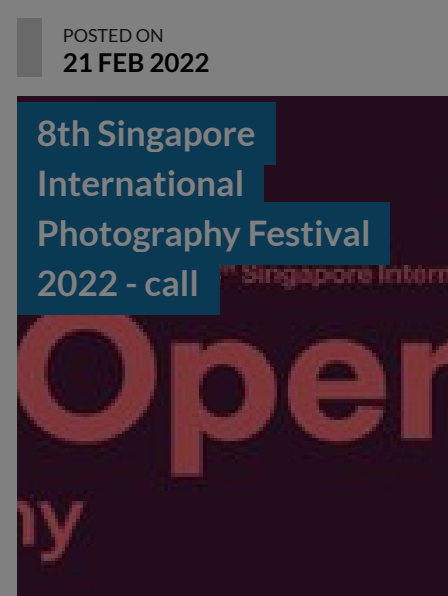 POSTED ON
21 FEB 2022
8th Singapore
International
Photography Festival
2022 - call
Singapore Intern
Oper
ny